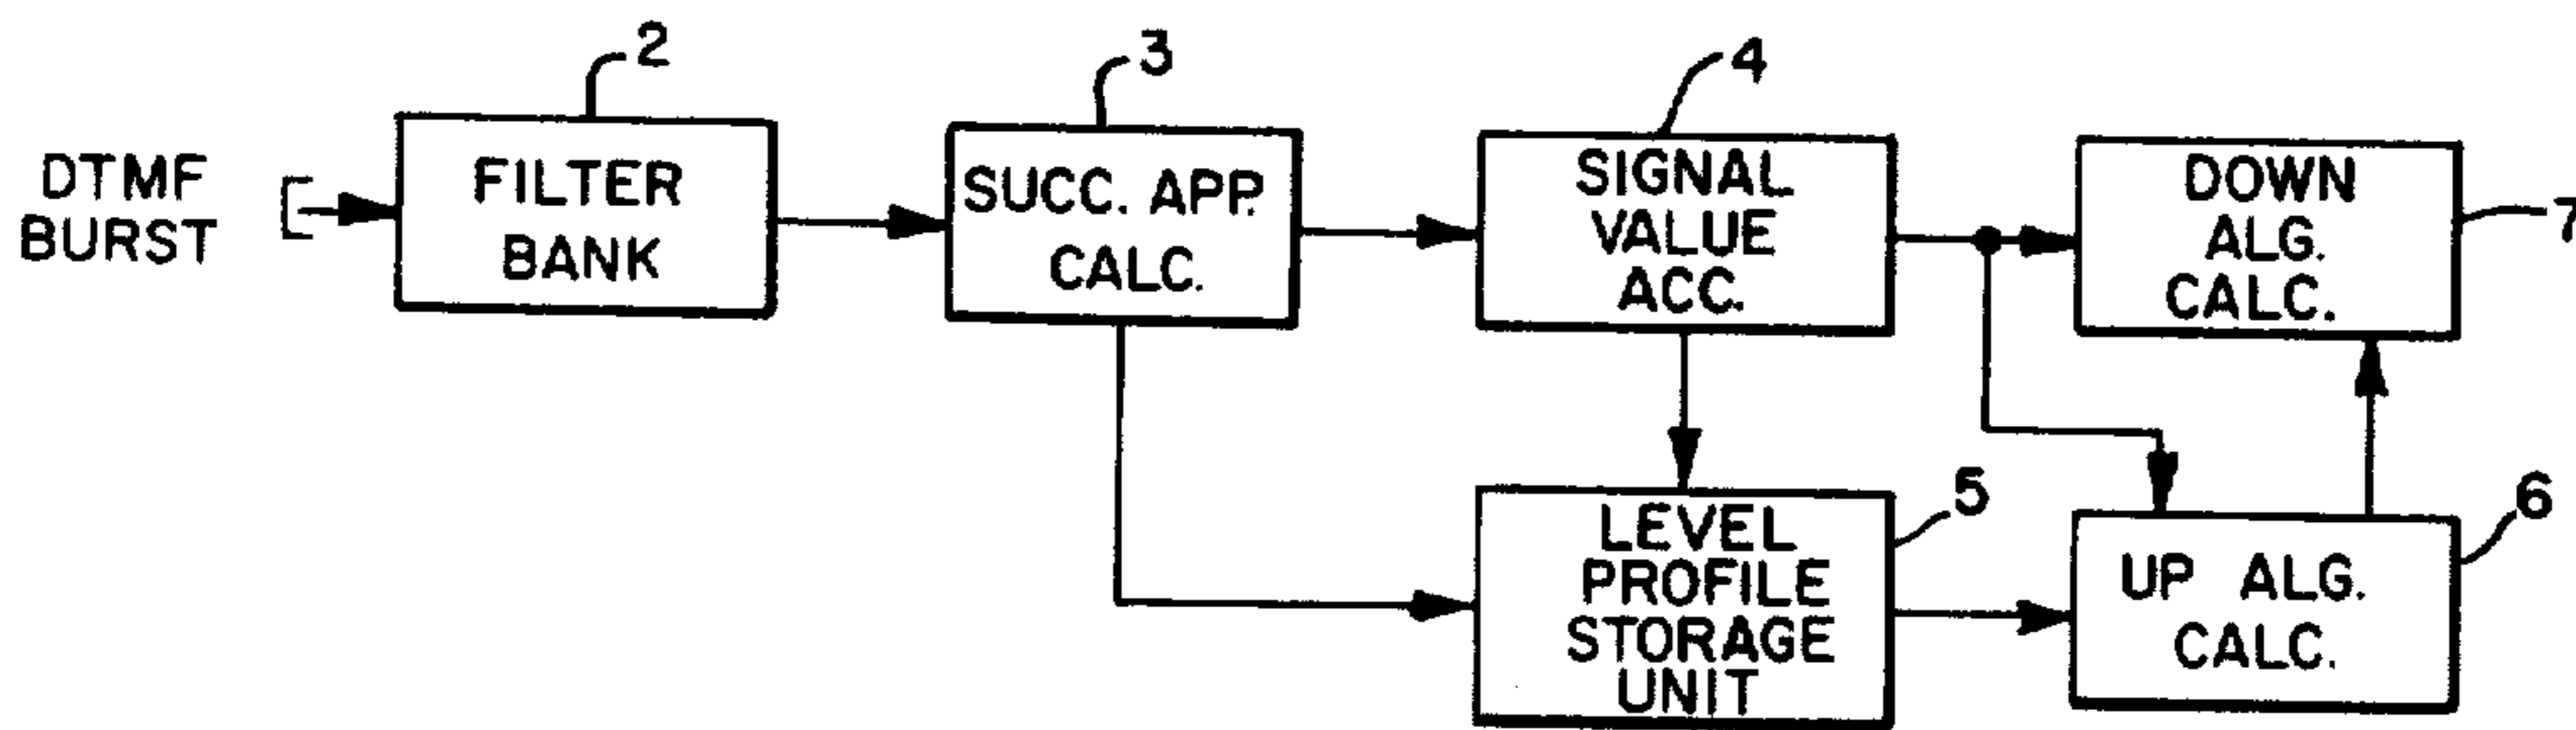 2
3
4
DTMF
BURST
FILTER
BANK
SUCC. APP.
CALC.
SIGNAL
VALUE
ACC.
DOWN
ALG.
CALC.
7
LEVEL
PROFILE
STORAGE
UNIT
5
UP ALG.
CALC.
6